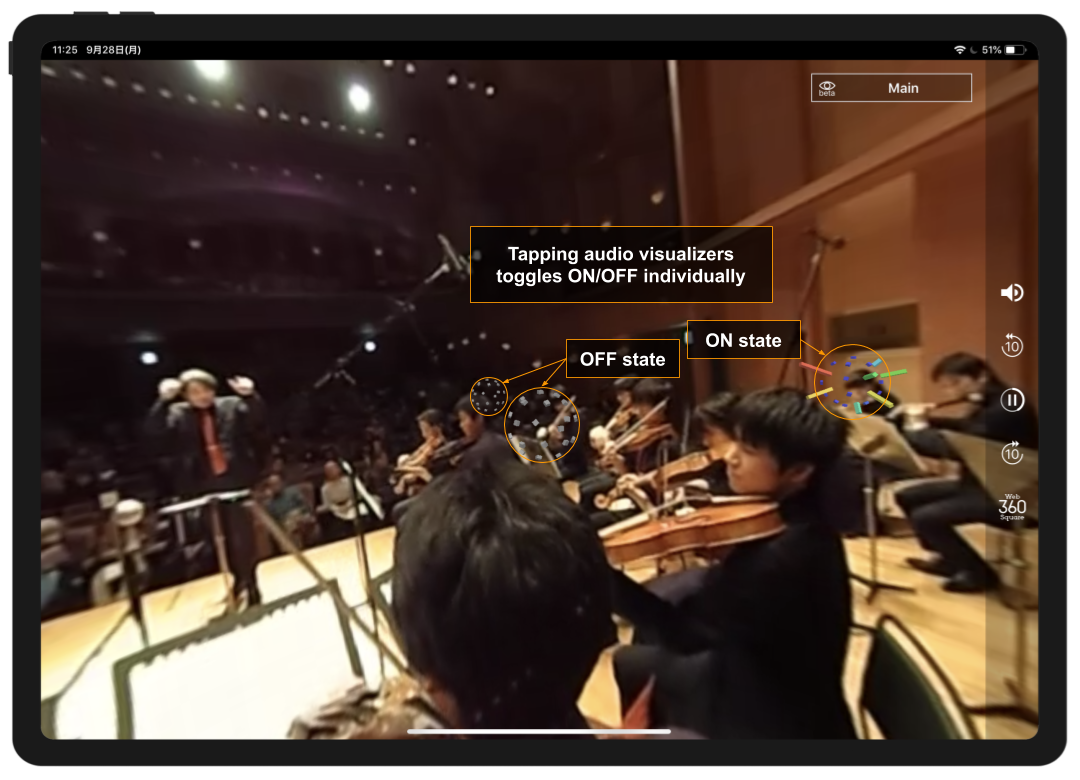 11:25 9月28日(月)
51%
beta
Main
Tapping audio visualizers
toggles ON/OFF individually
ON state
OFF state
10
10
Web
360
Square